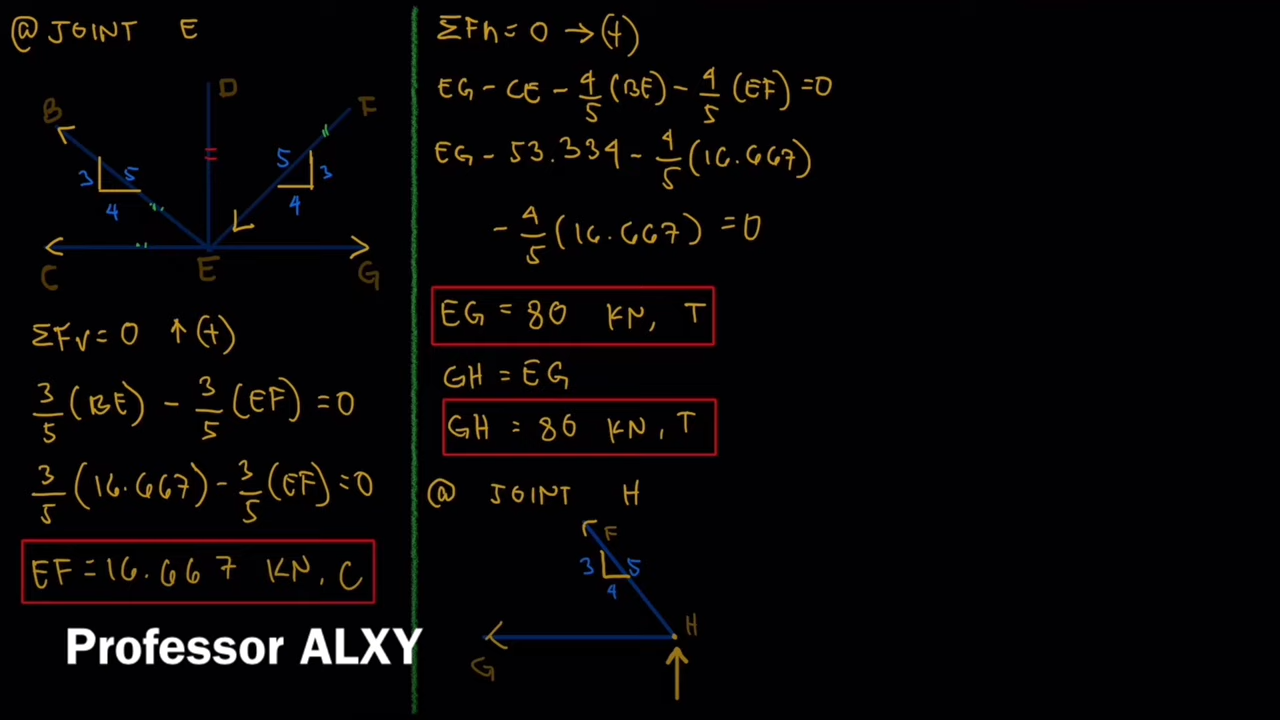 @ JOINT E
D
B
F
3
5
4
5
3
4
C
E
G
ΣFv = 0 ↑ (+)
3/5 (BE) - 3/5 (EF) = 0
3/5 (16.667) - 3/5 (EF) = 0
EF = 16.667 KN, C
Professor ALXY
ΣFh = 0 → (+)
EG - CE - 4/5 (BE) - 4/5 (EF) = 0
EG - 53.334 - 4/5 (16.667)
- 4/5 (16.667) = 0
EG = 80 KN, T
GH = EG
GH = 80 KN, T
@ JOINT H
F
3
5
4
H
G